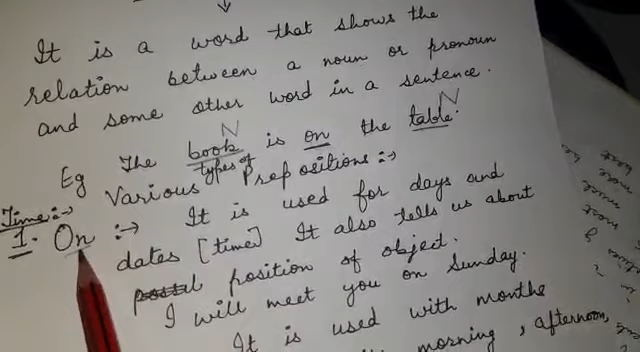 It is a word that shows the
relation between a noun or pronoun
and some other word in a sentence.
N N
Eg The book is on the table.
Various types of Prepositions :→
Time :→
1. On :→ It is used for days and
dates [time] It also tells us about
position of object.
I will meet you on Sunday.
It is used with months
morning, afternoon,